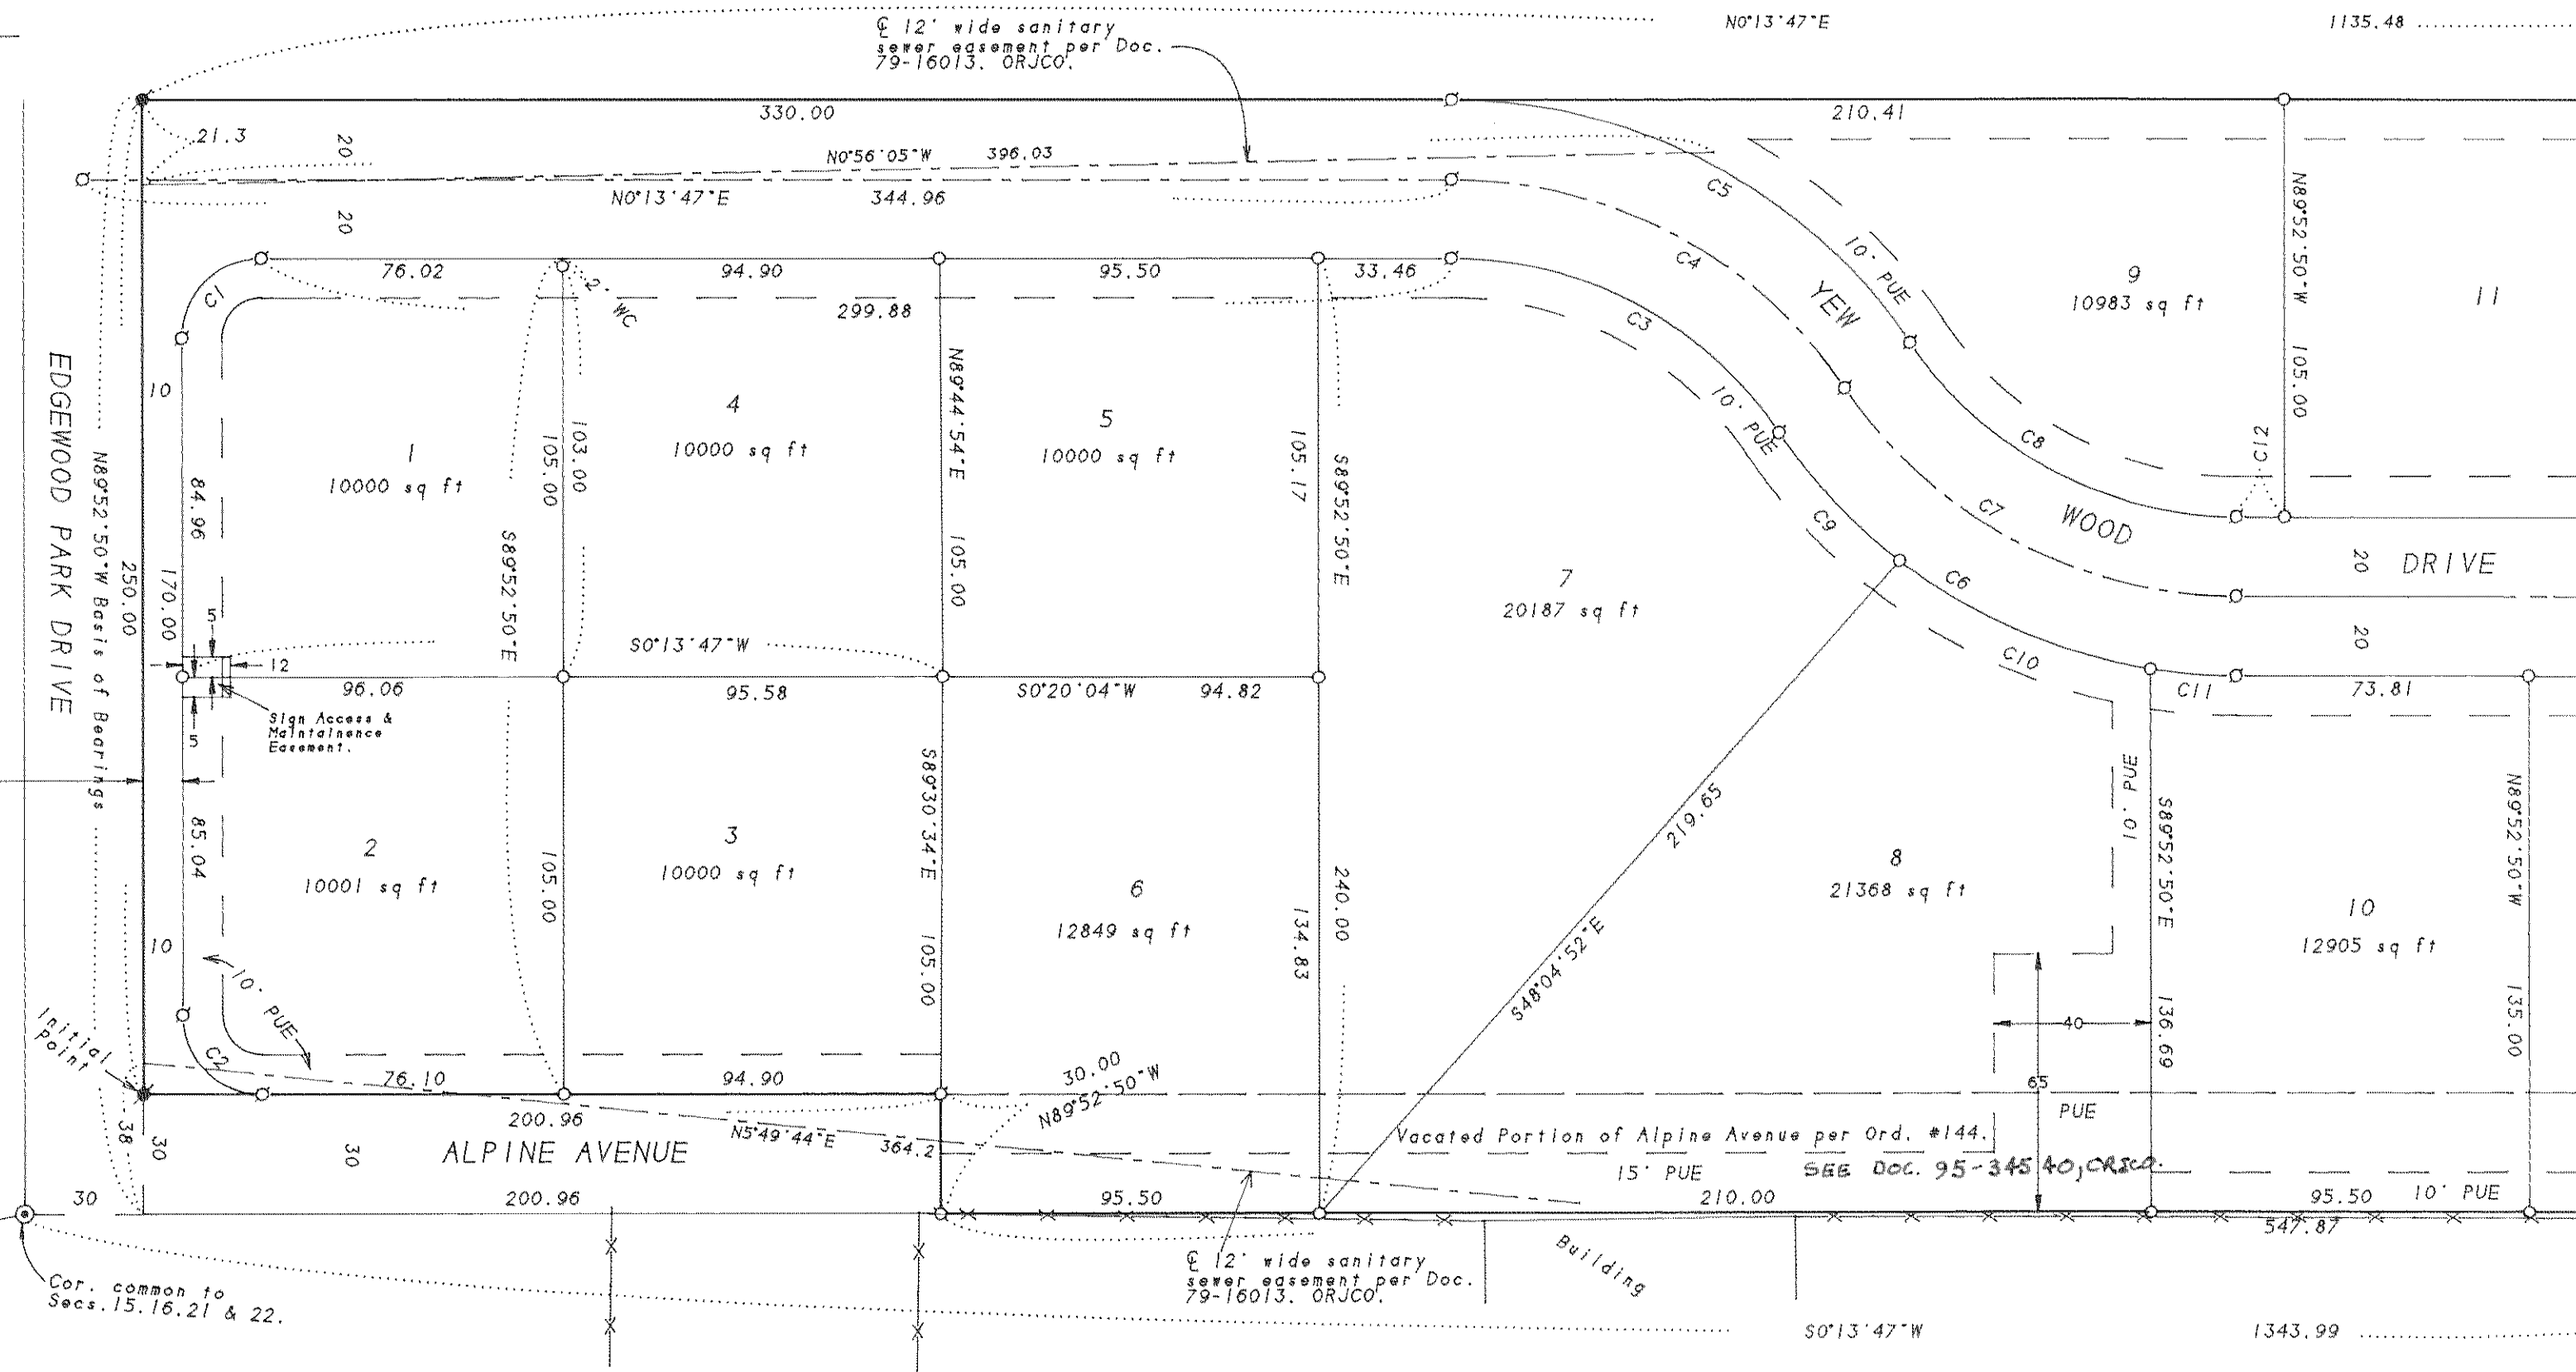 N0°13'47"E 1135.48
℄ 12' wide sanitary
sewer easement per Doc.
79-16013. ORJCO.
330.00
210.41
21.3
20
N0°56'05"W 396.03
N0°13'47"E 344.96
20
C5
C4
C3
10' PUE
YEW
WOOD
DRIVE
20
20
9
10983 sq ft
N89°52'50"W 105.00
11
C1
76.02
2' WC
94.90
95.50
33.46
299.88
10' PUE
C8
C12
C7
C9
C6
C10
C11
73.81
EDGEWOOD PARK DRIVE
N89°52'50"W Basis of Bearings
250.00
170.00
10
84.96
1
10000 sq ft
S89°52'50"E
105.00
103.00
4
10000 sq ft
N89°44'54"E 105.00
5
10000 sq ft
105.17
S89°52'50"E
7
20187 sq ft
5
12
5
Sign Access &
Maintainence
Easement.
S0°13'47"W
96.06
95.58
S0°20'04"W 94.82
85.04
10
2
10001 sq ft
105.00
3
10000 sq ft
S89°30'34"E 105.00
6
12849 sq ft
134.83
240.00
219.65
S48°04'52"E
8
21368 sq ft
10' PUE
S89°52'50"E 136.69
40
65
PUE
10
12905 sq ft
N89°52'50"W 135.00
10' PUE
C2
Initial
Point
76.10
94.90
30.00
N89°52'50"W
200.96
N5°49'44"E 364.2
38
30
30
ALPINE AVENUE
Vacated Portion of Alpine Avenue per Ord. #144.
15' PUE
SEE DOC. 95-34540, ORJCO.
30
200.96
95.50
210.00
95.50
10' PUE
547.87
Building
℄ 12' wide sanitary
sewer easement per Doc.
79-16013. ORJCO.
Cor. common to
Secs.15.16.21 & 22.
S0°13'47"W 1343.99